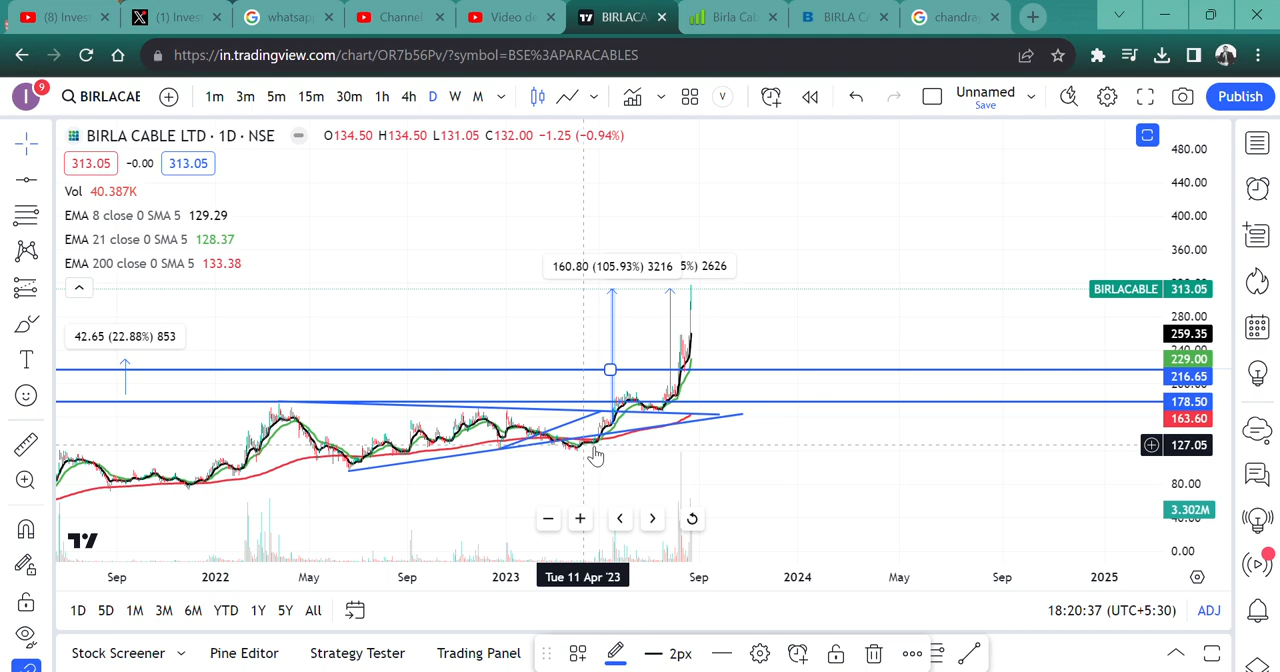 (8) Invest
(1) Invest
whatsap
Channel
Video de
BIRLACA
Birla Cab
BIRLA CA
chandra
https://in.tradingview.com/chart/OR7b56Pv/?symbol=BSE%3APARACABLES
I 9 BIRLACAE 1m 3m 5m 15m 30m 1h 4h D W M V Unnamed Save Publish
BIRLA CABLE LTD · 1D · NSE O134.50 H134.50 L131.05 C132.00 −1.25 (−0.94%)
313.05 -0.00 313.05
Vol 40.387K
EMA 8 close 0 SMA 5 129.29
EMA 21 close 0 SMA 5 128.37
EMA 200 close 0 SMA 5 133.38
160.80 (105.93%) 3216 5%) 2626
42.65 (22.88%) 853
480.00
440.00
400.00
360.00
BIRLACABLE 313.05
280.00
259.35
229.00
216.65
178.50
163.60
127.05
80.00
3.302M
0.00
Sep 2022 May Sep 2023 Tue 11 Apr '23 Sep 2024 May Sep 2025
1D 5D 1M 3M 6M YTD 1Y 5Y All 18:20:37 (UTC+5:30) ADJ
Stock Screener Pine Editor Strategy Tester Trading Panel 2px